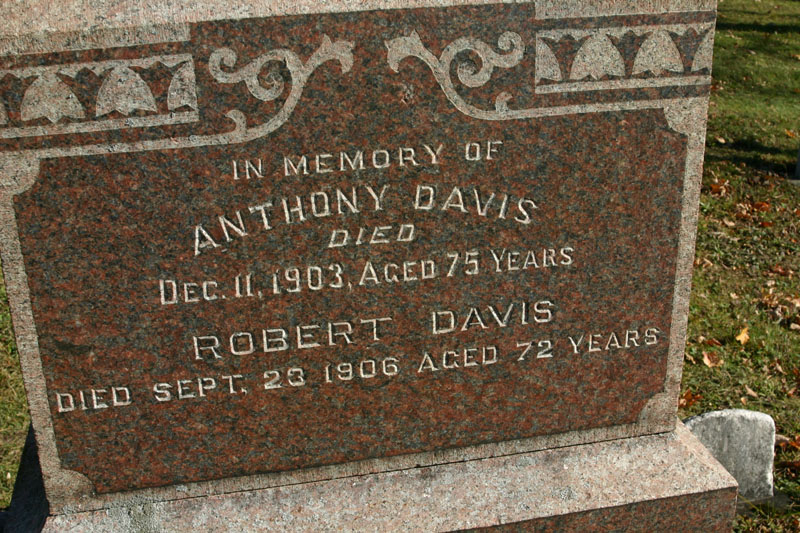 IN MEMORY OF
ANTHONY DAVIS
DIED
DEC. 11, 1903, AGED 75 YEARS
ROBERT DAVIS
DIED SEPT. 23 1906 AGED 72 YEARS